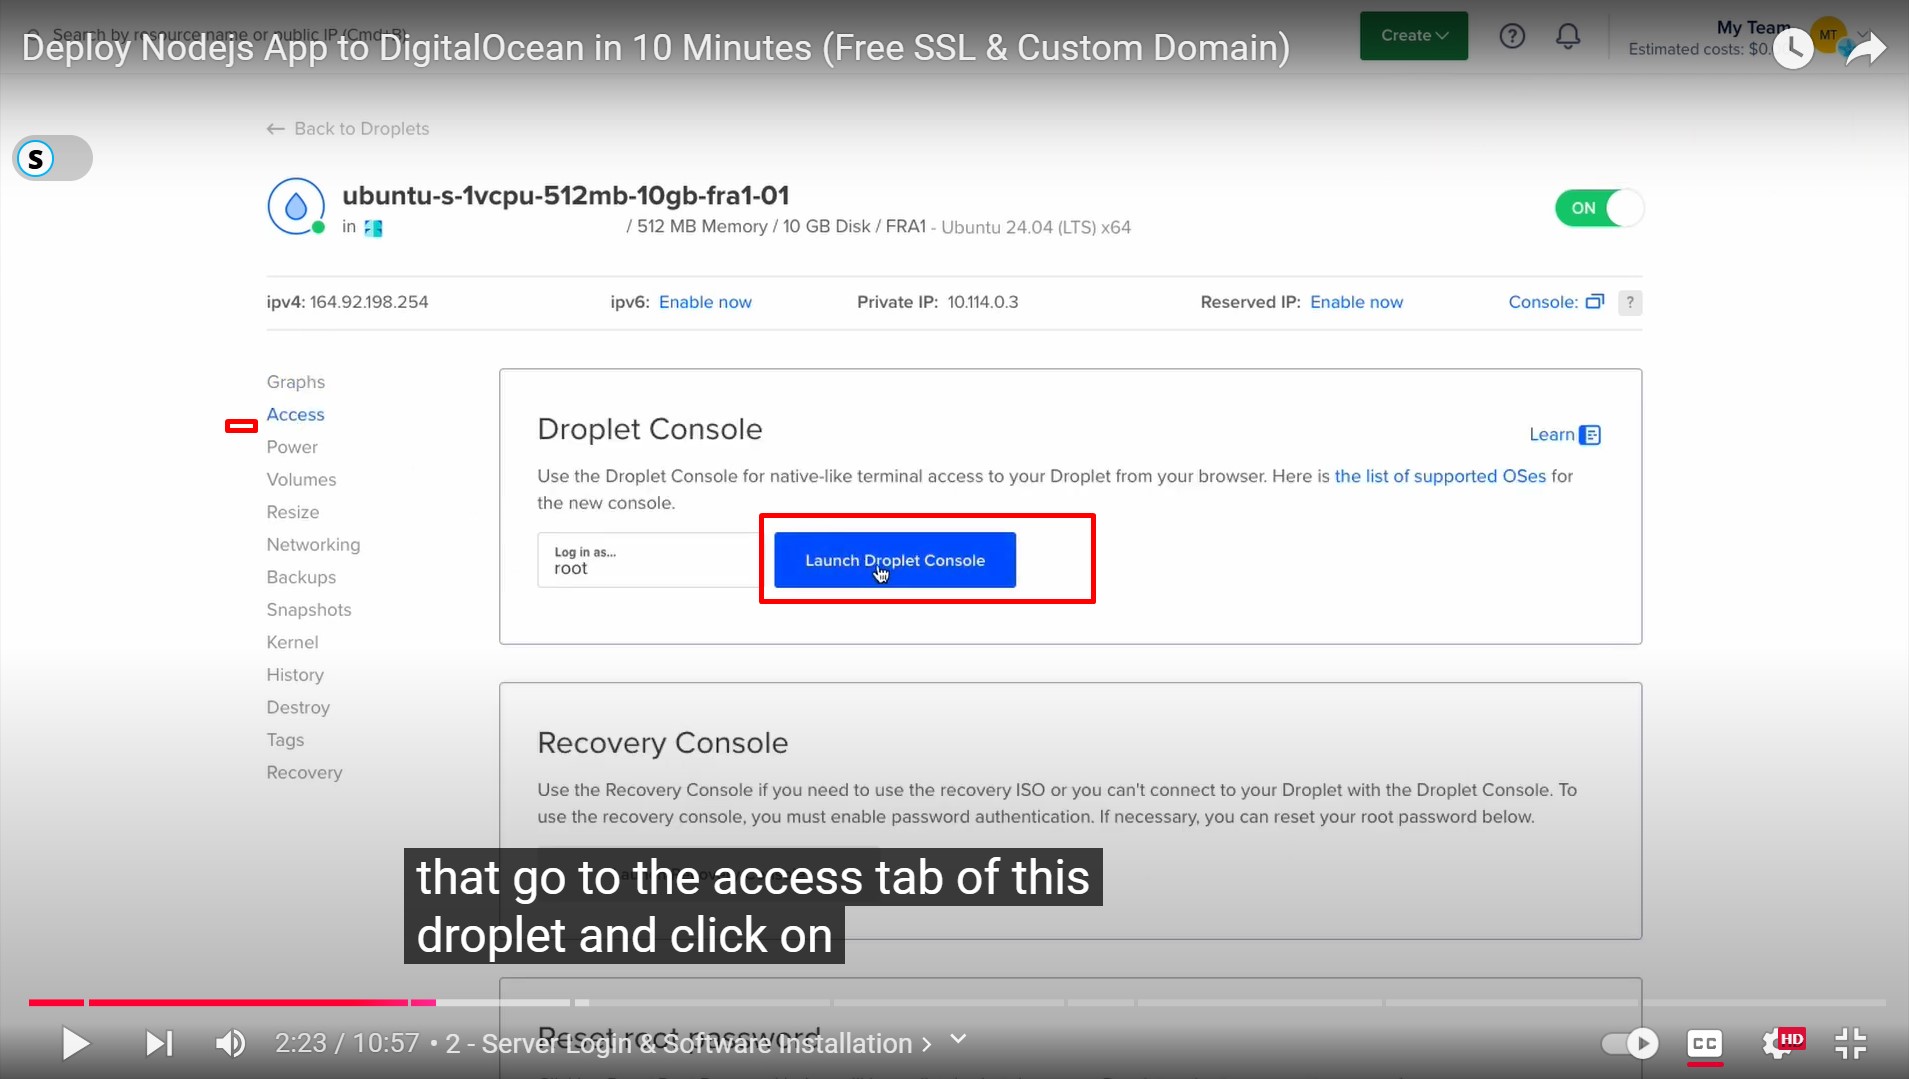 Search by resource name or public IP (Cmd+B)
Deploy Nodejs App to DigitalOcean in 10 Minutes (Free SSL & Custom Domain)
Create
My Team
Estimated costs: $0.
MT
← Back to Droplets
S
ubuntu-s-1vcpu-512mb-10gb-fra1-01
in / 512 MB Memory / 10 GB Disk / FRA1 - Ubuntu 24.04 (LTS) x64
ON
ipv4: 164.92.198.254
ipv6: Enable now
Private IP: 10.114.0.3
Reserved IP: Enable now
Console:
?
Graphs
Access
Power
Volumes
Resize
Networking
Backups
Snapshots
Kernel
History
Destroy
Tags
Recovery
Droplet Console
Learn
Use the Droplet Console for native-like terminal access to your Droplet from your browser. Here is the list of supported OSes for
the new console.
Log in as...
root
Launch Droplet Console
Recovery Console
Use the Recovery Console if you need to use the recovery ISO or you can't connect to your Droplet with the Droplet Console. To
use the recovery console, you must enable password authentication. If necessary, you can reset your root password below.
that go to the access tab of this
droplet and click on
Reset root password
2:23 / 10:57 • 2 - Server Login & Software Installation
CC
HD